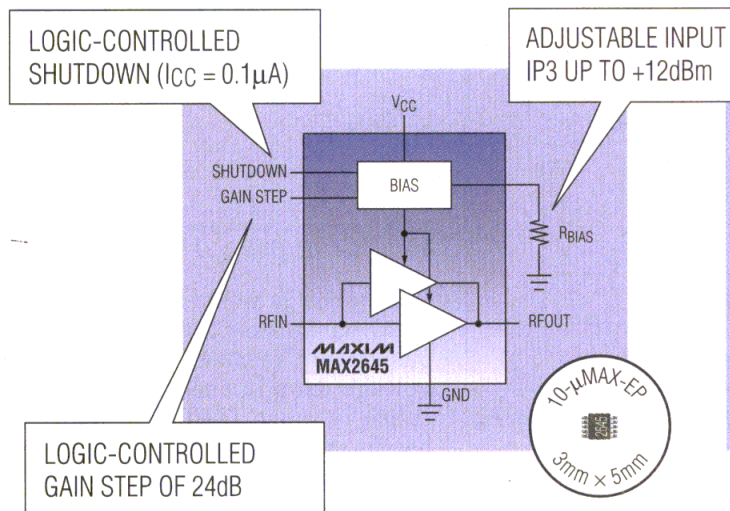 LOGIC-CONTROLLED
SHUTDOWN (ICC = 0.1μA)
ADJUSTABLE INPUT
IP3 UP TO +12dBm
VCC
SHUTDOWN
GAIN STEP
BIAS
RBIAS
RFIN
RFOUT
MAXIM
MAX2645
GND
LOGIC-CONTROLLED
GAIN STEP OF 24dB
10-μMAX-EP
2645
3mm × 5mm